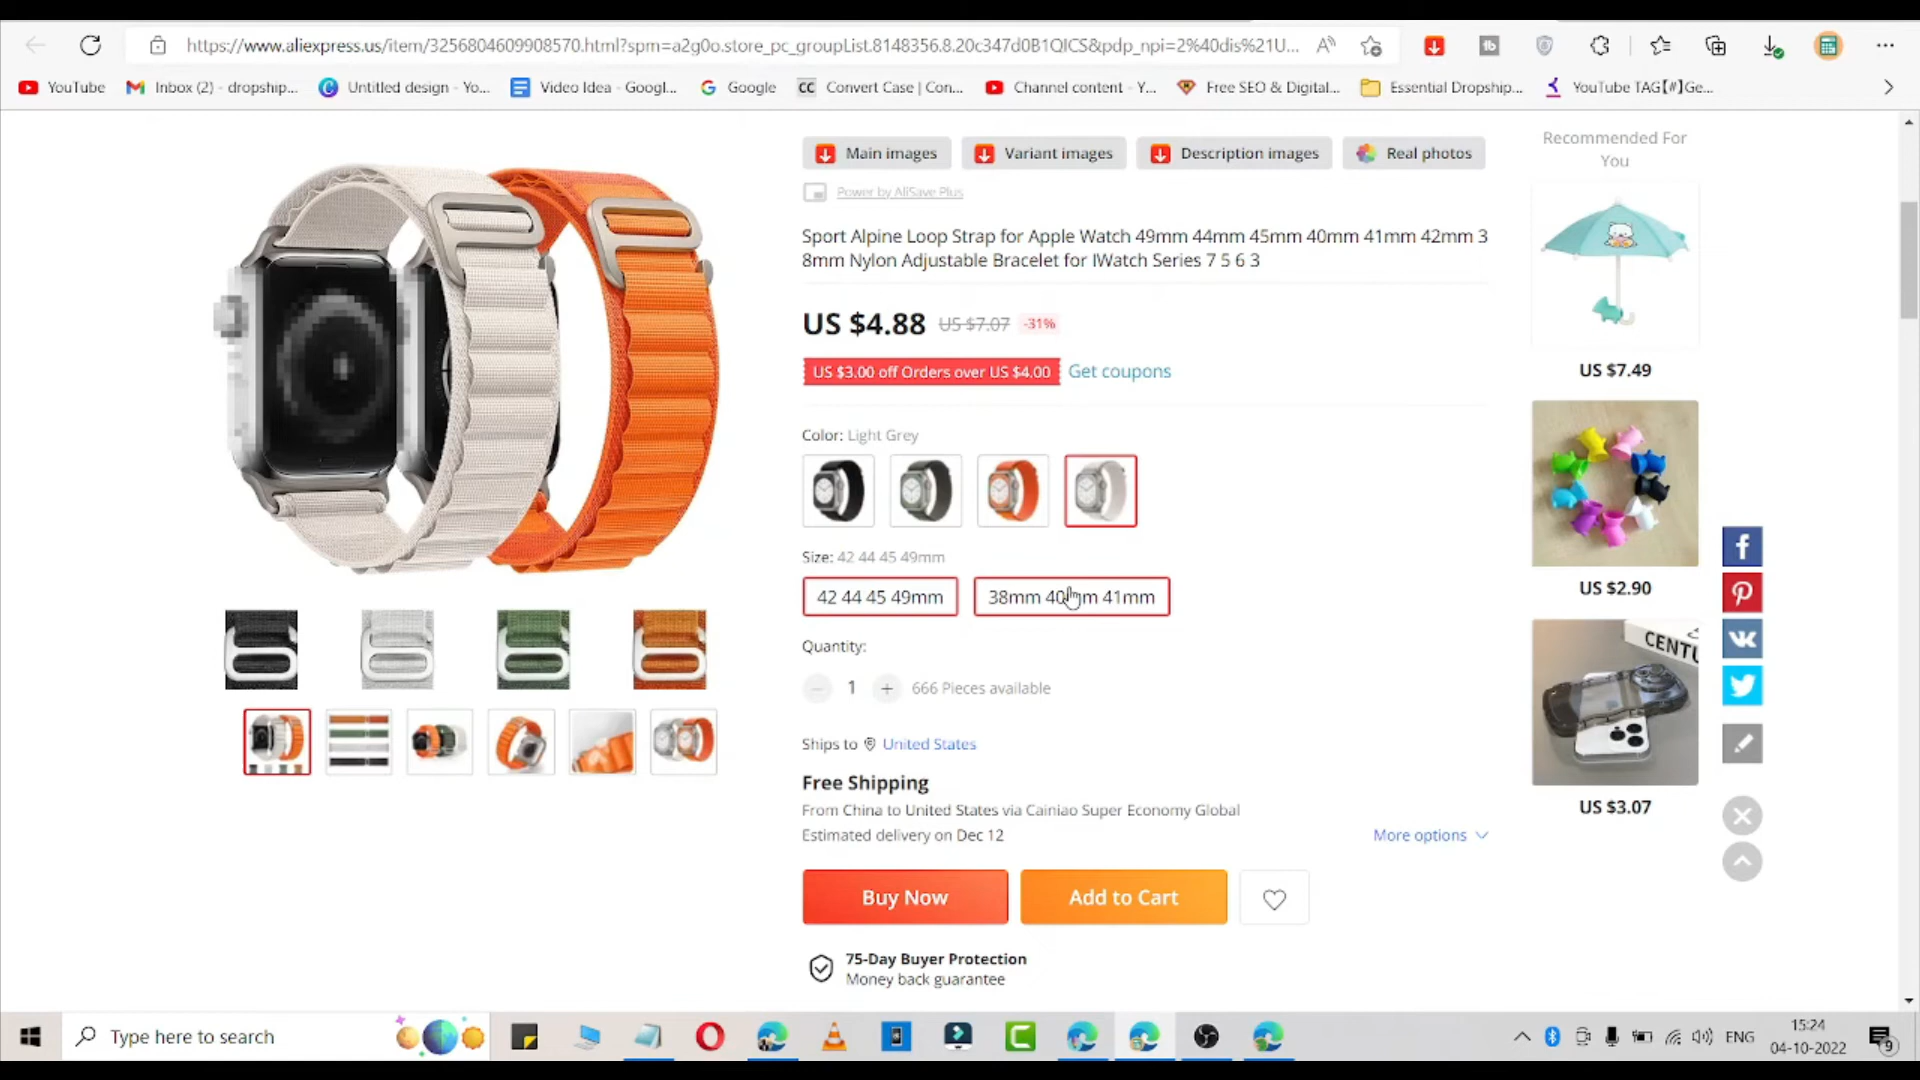 https://www.aliexpress.us/item/3256804609908570.html?spm=a2g0o.store_pc_groupList.8148356.8.20c347d0B1QICS&pdp_npi=2%40dis%21U...
YouTube Inbox (2) - dropship... Untitled design - Yo... Video Idea - Googl... Google CC Convert Case | Con... Channel content - Y... Free SEO & Digital... Essential Dropship... YouTube TAG【#】Ge...
Main images Variant images Description images Real photos
Power by AliSave Plus
Sport Alpine Loop Strap for Apple Watch 49mm 44mm 45mm 40mm 41mm 42mm 3
8mm Nylon Adjustable Bracelet for IWatch Series 7 5 6 3
US $4.88 US $7.07 -31%
US $3.00 off Orders over US $4.00 Get coupons
Color: Light Grey
Size: 42 44 45 49mm
42 44 45 49mm 38mm 40mm 41mm
Quantity:
1 666 Pieces available
Ships to United States
Free Shipping
From China to United States via Cainiao Super Economy Global
Estimated delivery on Dec 12 More options
Buy Now Add to Cart
75-Day Buyer Protection
Money back guarantee
Recommended For
You
US $7.49
US $2.90
CENTU
US $3.07
Type here to search
ENG
15:24
04-10-2022
9